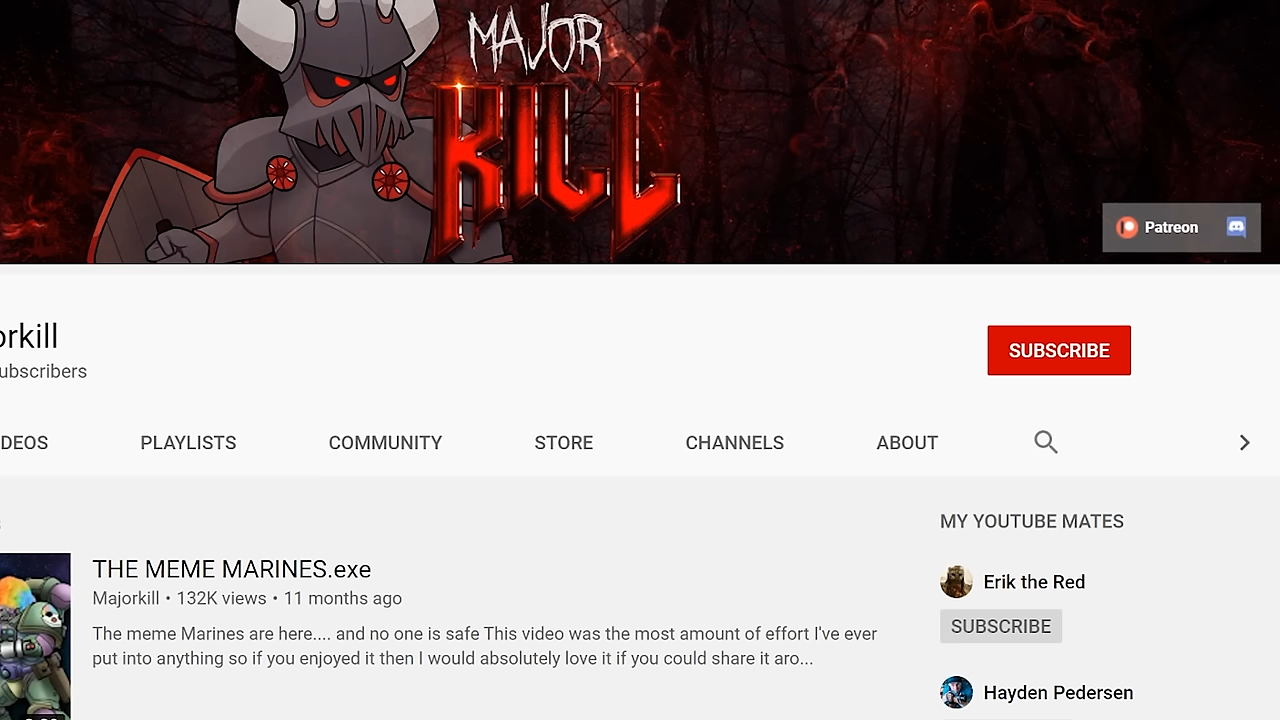 MAJOR
KILL
Patreon
orkill
ubscribers
SUBSCRIBE
DEOS PLAYLISTS COMMUNITY STORE CHANNELS ABOUT
MY YOUTUBE MATES
THE MEME MARINES.exe
Majorkill • 132K views • 11 months ago
The meme Marines are here.... and no one is safe This video was the most amount of effort I've ever
put into anything so if you enjoyed it then I would absolutely love it if you could share it aro...
Erik the Red
SUBSCRIBE
Hayden Pedersen